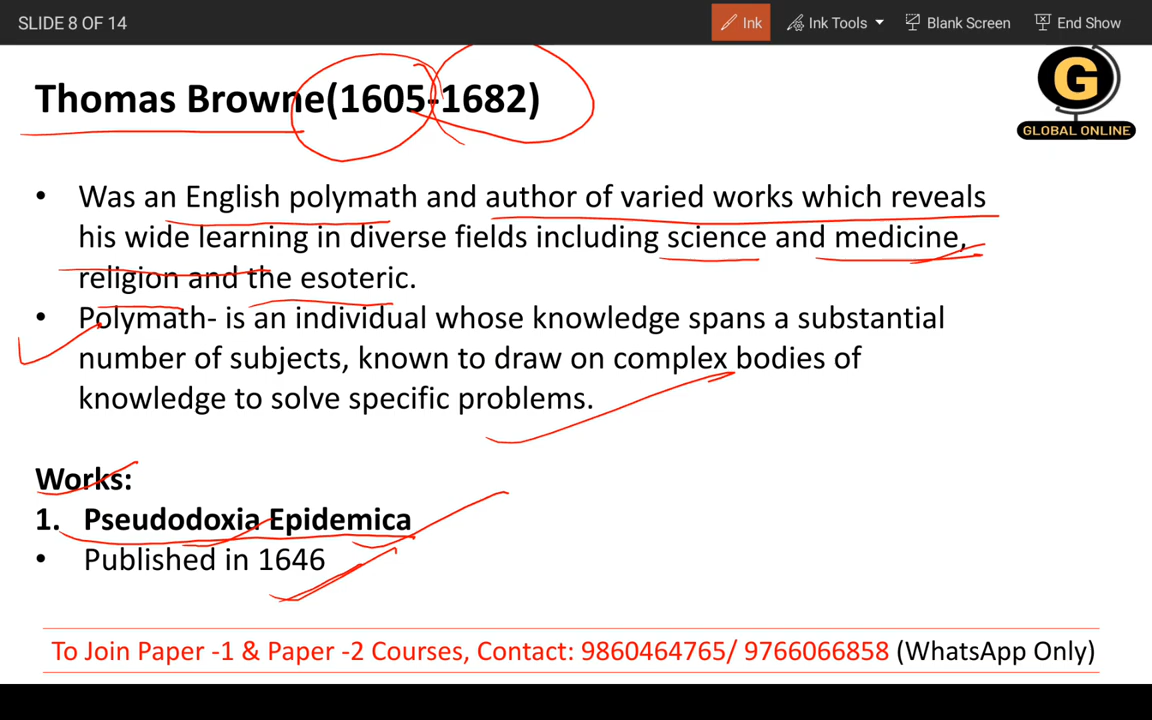 SLIDE 8 OF 14
Ink
Ink Tools
Blank Screen
End Show
Thomas Browne(1605-1682)
G
GLOBAL ONLINE
• Was an English polymath and author of varied works which reveals
his wide learning in diverse fields including science and medicine,
religion and the esoteric.
• Polymath- is an individual whose knowledge spans a substantial
number of subjects, known to draw on complex bodies of
knowledge to solve specific problems.
Works:
1. Pseudodoxia Epidemica
• Published in 1646
To Join Paper -1 & Paper -2 Courses, Contact: 9860464765/ 9766066858 (WhatsApp Only)